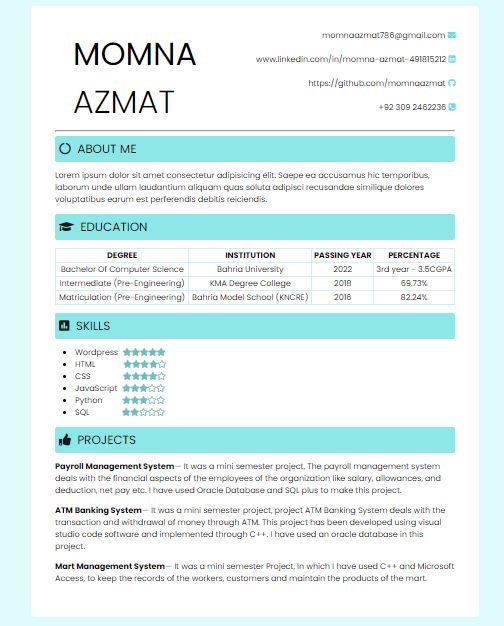 MOMNA
AZMAT
momnaazmat786@gmail.com
www.linkedin.com/in/momna-azmat-491815212
https://github.com/momnaazmat
+92 309 2462236
ABOUT ME
Lorem ipsum dolor sit amet consectetur adipisicing elit. Saepe ea accusamus hic temporibus,
laborum unde ullam laudantium aliquam quas soluta adipisci recusandae similique dolores
voluptatibus earum est perferendis debitis reiciendis.
EDUCATION
DEGREE INSTITUTION PASSING YEAR PERCENTAGE
Bachelor Of Computer Science Bahria University 2022 3rd year - 3.5CGPA
Intermediate (Pre-Engineering) KMA Degree College 2018 69.73%
Matriculation (Pre-Engineering) Bahria Model School (KNCRE) 2016 82.24%
SKILLS
Wordpress
HTML
CSS
JavaScript
Python
SQL
PROJECTS
Payroll Management System— It was a mini semester project, The payroll management system
deals with the financial aspects of the employees of the organization like salary, allowances, and
deduction, net pay etc. I have used Oracle Database and SQL plus to make this project.
ATM Banking System— It was a mini semester project, project ATM Banking System deals with the
transaction and withdrawal of money through ATM. This project has been developed using visual
studio code software and implemented through C++. I have used an oracle database in this
project.
Mart Management System— It was a mini semester Project, In which I have used C++ and Microsoft
Access, to keep the records of the workers, customers and maintain the products of the mart.